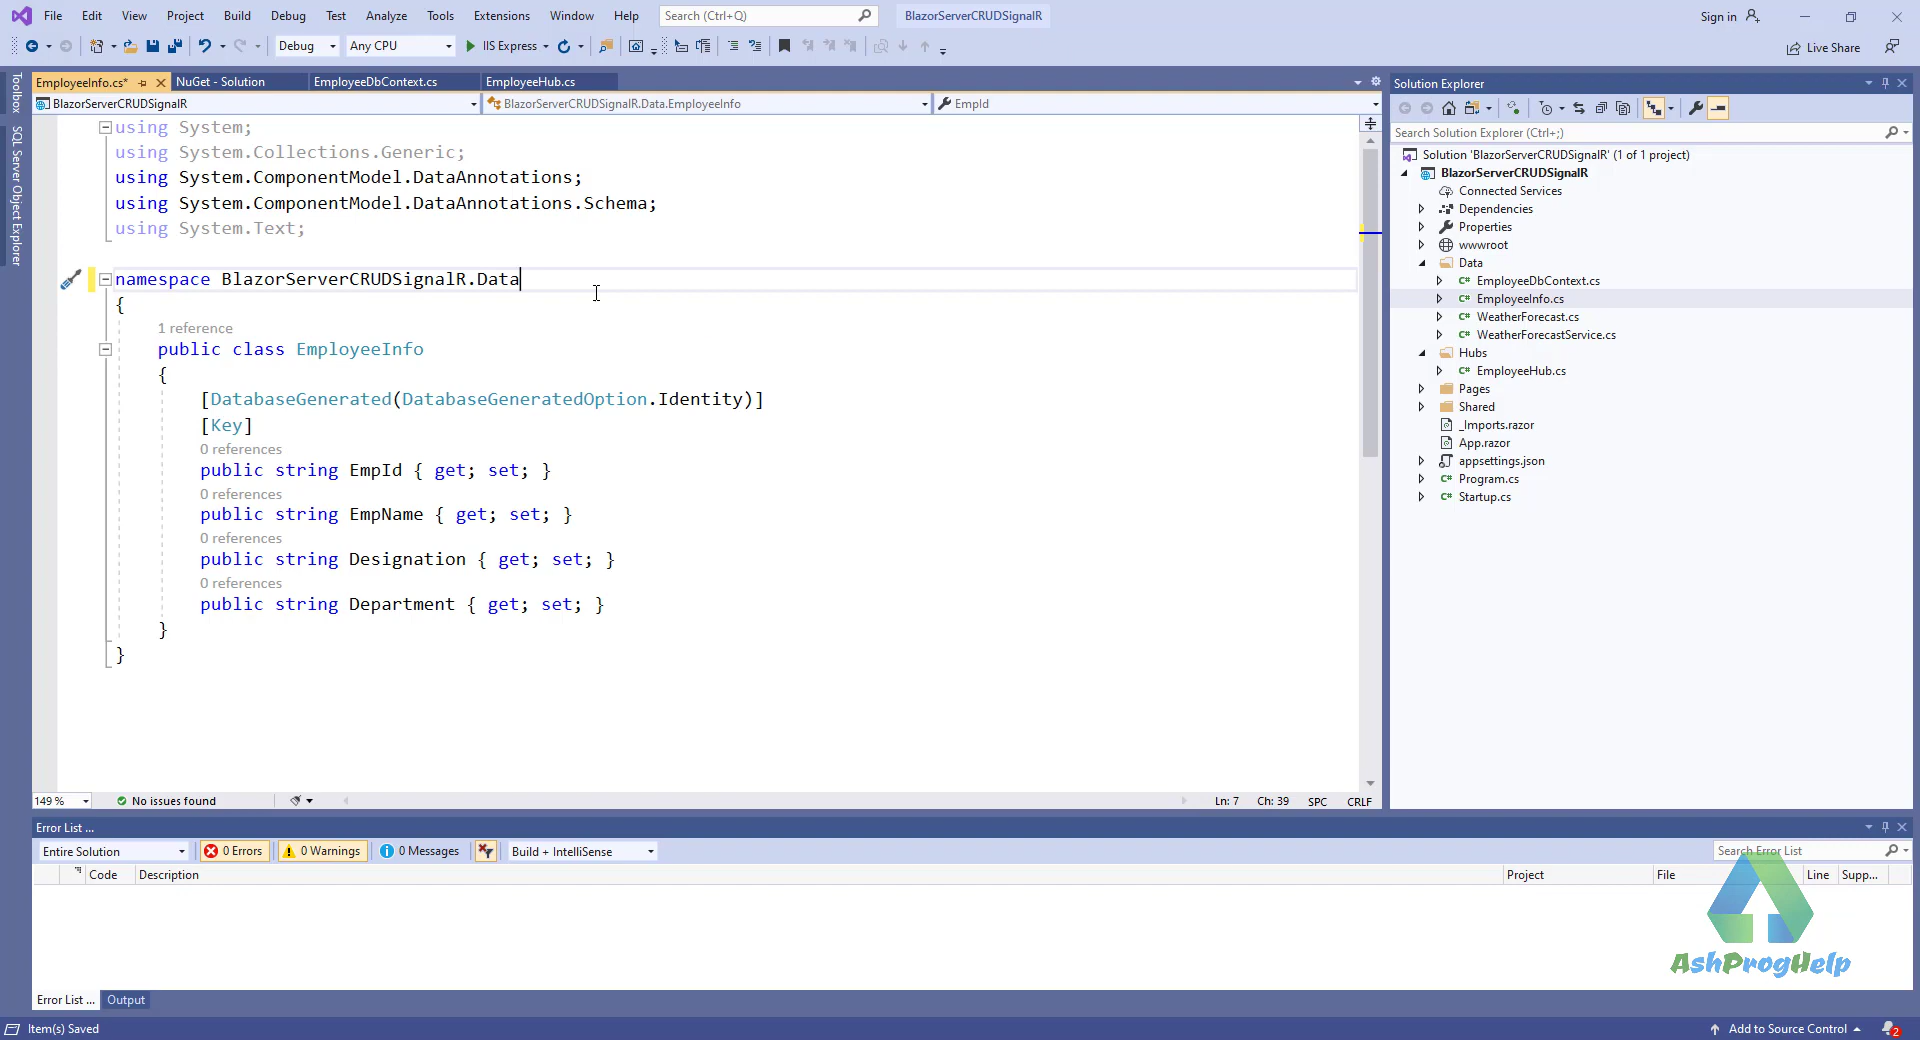 File Edit View Project Build Debug Test Analyze Tools Extensions Window Help Search (Ctrl+Q) BlazorServerCRUDSignalR Sign in
Debug Any CPU IIS Express Live Share
EmployeeInfo.cs* NuGet - Solution EmployeeDbContext.cs EmployeeHub.cs
BlazorServerCRUDSignalR BlazorServerCRUDSignalR.Data.EmployeeInfo EmpId
Toolbox
SQL Server Object Explorer
using System;
using System.Collections.Generic;
using System.ComponentModel.DataAnnotations;
using System.ComponentModel.DataAnnotations.Schema;
using System.Text;
namespace BlazorServerCRUDSignalR.Data
{
1 reference
public class EmployeeInfo
{
[DatabaseGenerated(DatabaseGeneratedOption.Identity)]
[Key]
0 references
public string EmpId { get; set; }
0 references
public string EmpName { get; set; }
0 references
public string Designation { get; set; }
0 references
public string Department { get; set; }
}
}
149 % No issues found Ln: 7 Ch: 39 SPC CRLF
Solution Explorer
Search Solution Explorer (Ctrl+;)
Solution 'BlazorServerCRUDSignalR' (1 of 1 project)
BlazorServerCRUDSignalR
Connected Services
Dependencies
Properties
wwwroot
Data
C# EmployeeDbContext.cs
C# EmployeeInfo.cs
C# WeatherForecast.cs
C# WeatherForecastService.cs
Hubs
C# EmployeeHub.cs
Pages
Shared
_Imports.razor
App.razor
appsettings.json
C# Program.cs
C# Startup.cs
Error List ...
Entire Solution 0 Errors 0 Warnings 0 Messages Build + IntelliSense Search Error List
Code Description Project File Line Supp...
AshProgHelp
Error List ... Output
Item(s) Saved Add to Source Control 2